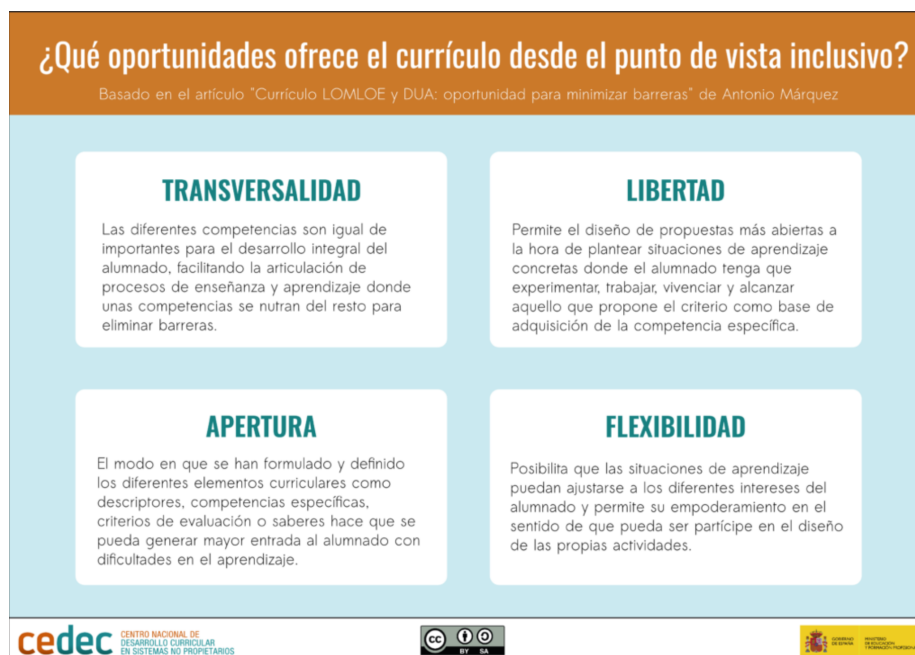 ¿Qué oportunidades ofrece el currículo desde el punto de vista inclusivo?
Basado en el artículo "Currículo LOMLOE y DUA: oportunidad para minimizar barreras" de Antonio Márquez
TRANSVERSALIDAD
Las diferentes competencias son igual de
importantes para el desarrollo integral del
alumnado, facilitando la articulación de
procesos de enseñanza y aprendizaje donde
unas competencias se nutran del resto para
eliminar barreras.
LIBERTAD
Permite el diseño de propuestas más abiertas a
la hora de plantear situaciones de aprendizaje
concretas donde el alumnado tenga que
experimentar, trabajar, vivenciar y alcanzar
aquello que propone el criterio como base de
adquisición de la competencia específica.
APERTURA
El modo en que se han formulado y definido
los diferentes elementos curriculares como
descriptores, competencias específicas,
criterios de evaluación o saberes hace que se
pueda generar mayor entrada al alumnado con
dificultades en el aprendizaje.
FLEXIBILIDAD
Posibilita que las situaciones de aprendizaje
puedan ajustarse a los diferentes intereses del
alumnado y permite su empoderamiento en el
sentido de que pueda ser partícipe en el diseño
de las propias actividades.
cedec
CENTRO NACIONAL DE
DESARROLLO CURRICULAR
EN SISTEMAS NO PROPIETARIOS
cc
BY SA
GOBIERNO
DE ESPAÑA
MINISTERIO
DE EDUCACIÓN
Y FORMACIÓN PROFESIONAL